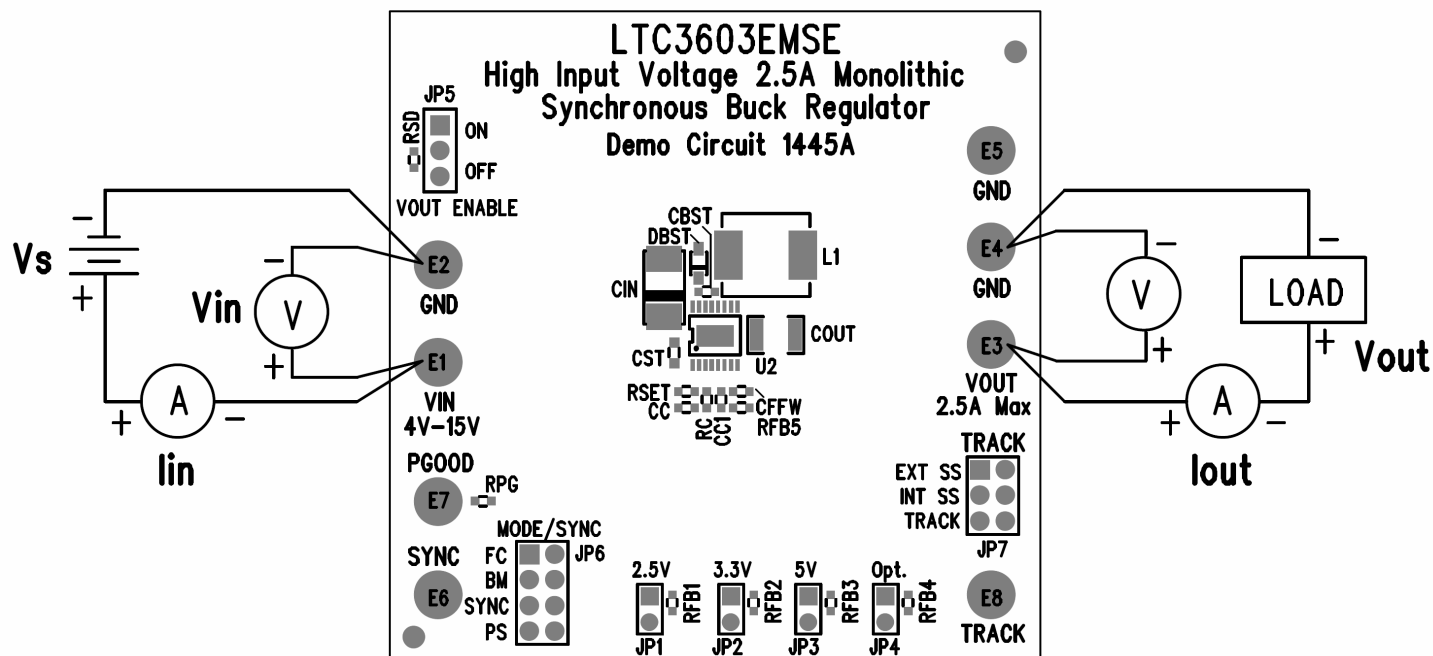 LTC3603EMSE
High Input Voltage 2.5A Monolithic
Synchronous Buck Regulator
Demo Circuit 1445A
JP5
RSD
ON
OFF
VOUT ENABLE
E5
GND
-
Vs
+
-
Vin
V
+
E2
GND
E1
VIN
4V-15V
+
A
-
Iin
CBST
DBST
L1
CIN
COUT
CST
U2
RSET
CC
RC
CC1
CFFW
RFB5
E4
GND
E3
VOUT
2.5A Max
-
V
+
-
LOAD
+
Vout
+
A
-
Iout
PGOOD
E7
RPG
SYNC
E6
MODE/SYNC
FC
JP6
BM
SYNC
PS
TRACK
EXT SS
INT SS
TRACK
JP7
E8
TRACK
2.5V
RFB1
JP1
3.3V
RFB2
JP2
5V
RFB3
JP3
Opt.
RFB4
JP4